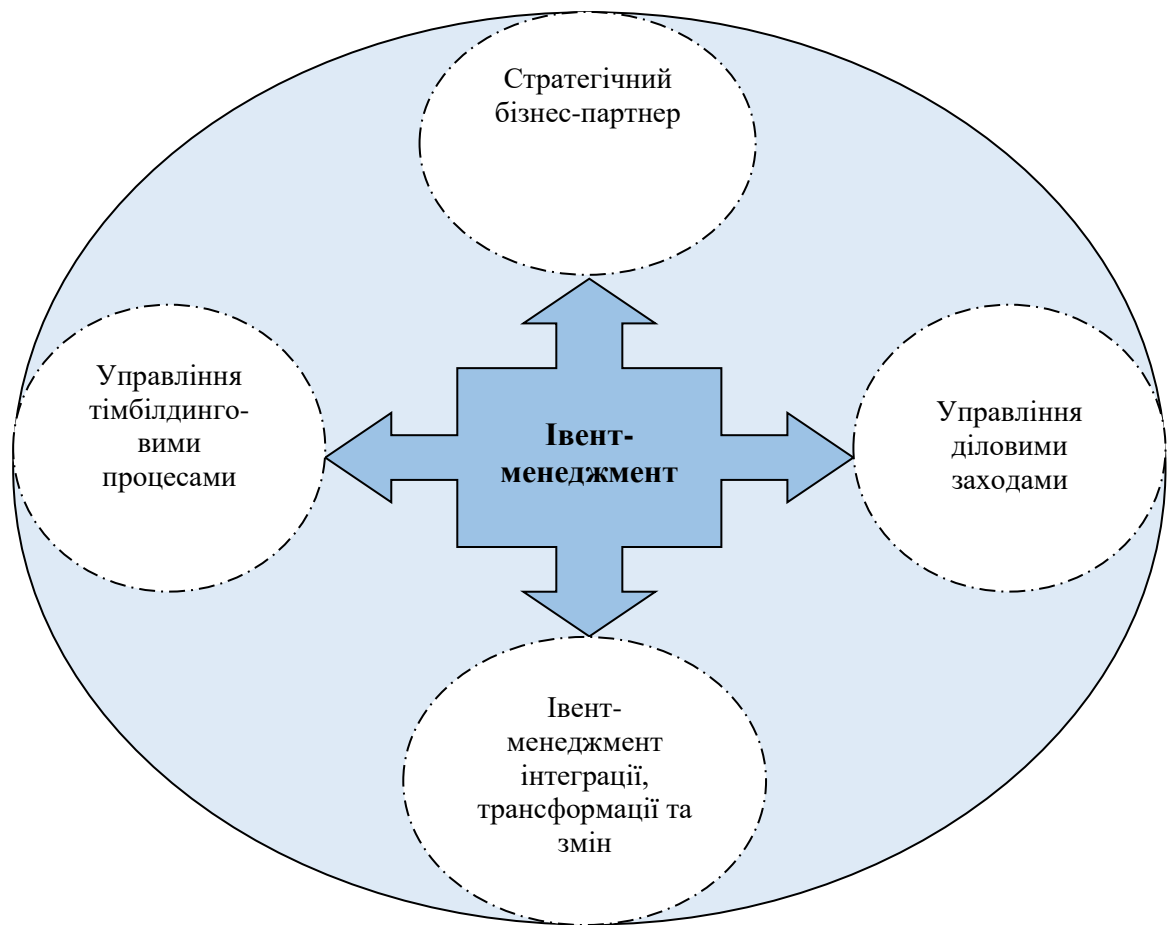 Стратегічний
бізнес-партнер
Управління
тімбілдинго-
вими
процесами
Івент-
менеджмент
Управління
діловими
заходами
Івент-
менеджмент
інтеграції,
трансформації та
змін